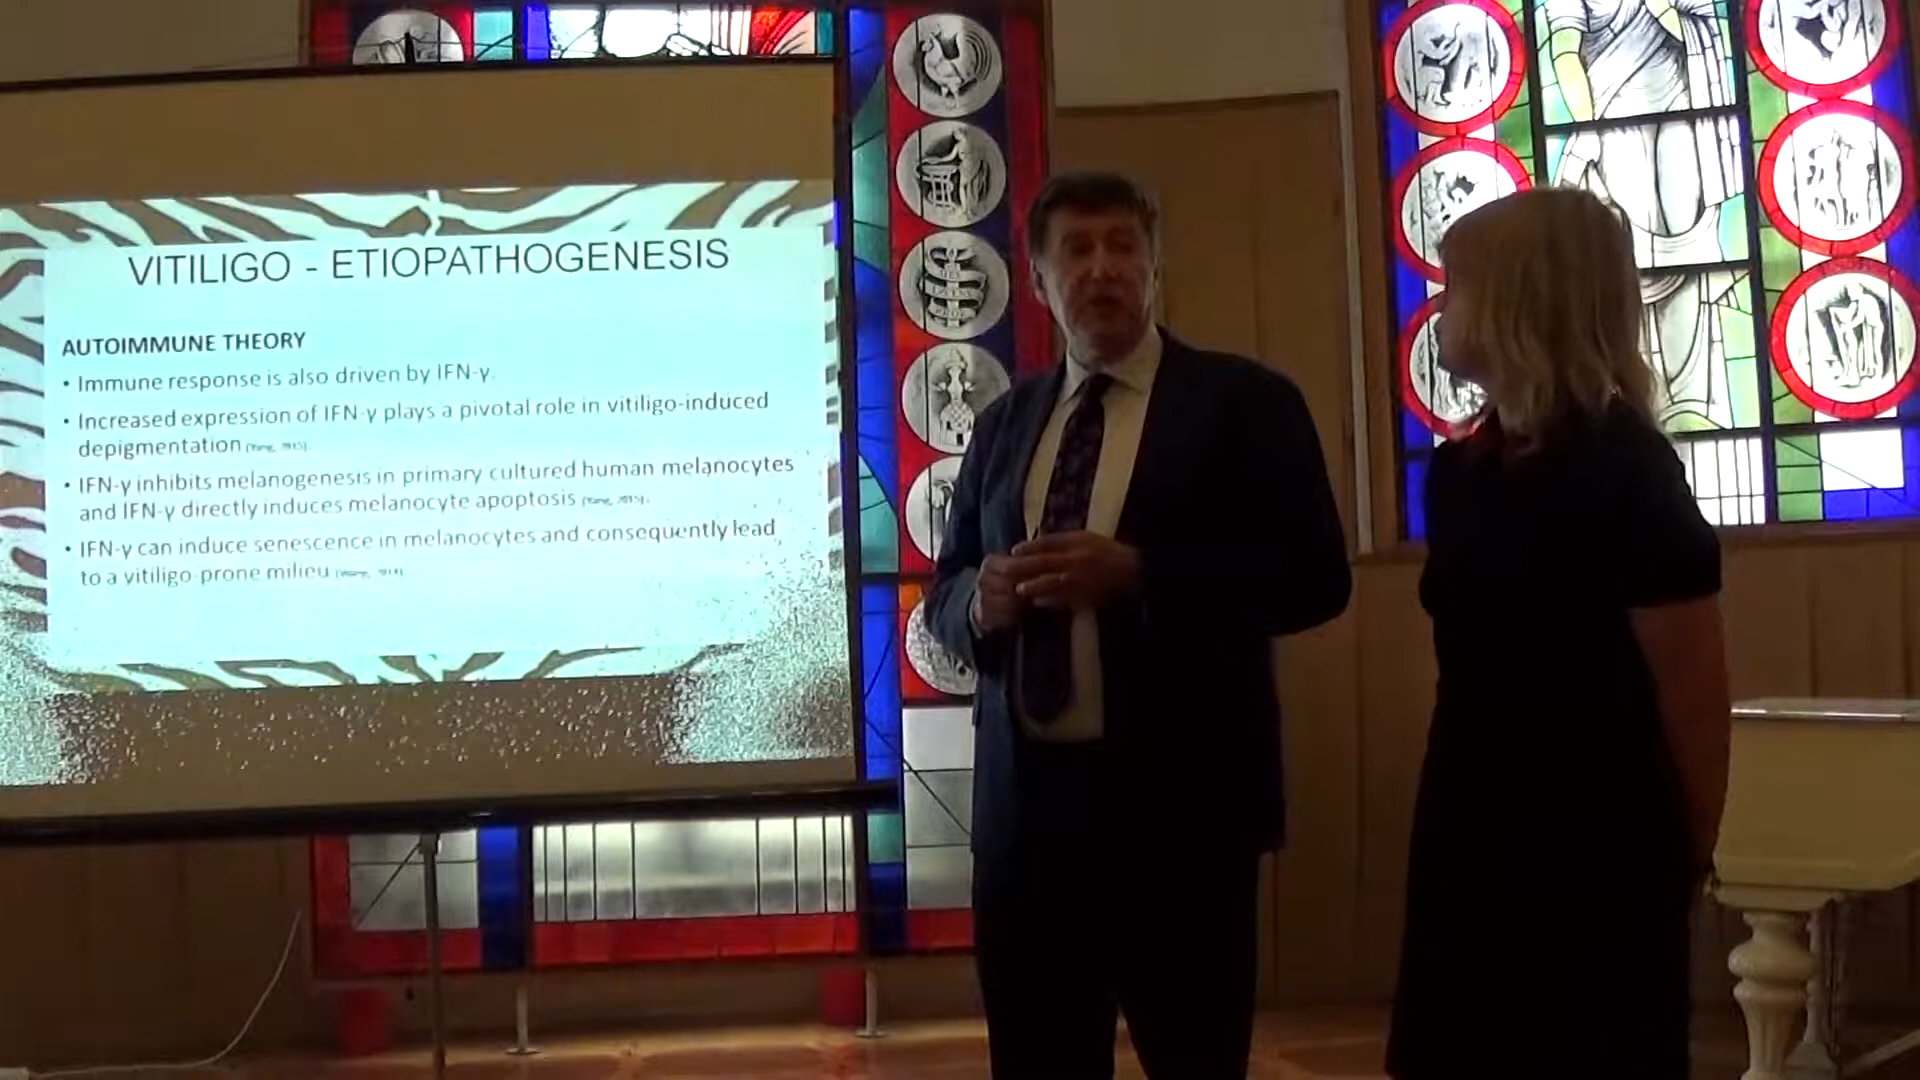 VITILIGO - ETIOPATHOGENESIS
AUTOIMMUNE THEORY
• Immune response is also driven by IFN-γ.
• Increased expression of IFN-γ plays a pivotal role in vitiligo-induced
depigmentation
• IFN-γ inhibits melanogenesis in primary cultured human melanocytes
and IFN-γ directly induces melanocyte apoptosis
• IFN-γ can induce senescence in melanocytes and consequently lead
to a vitiligo-prone milieu